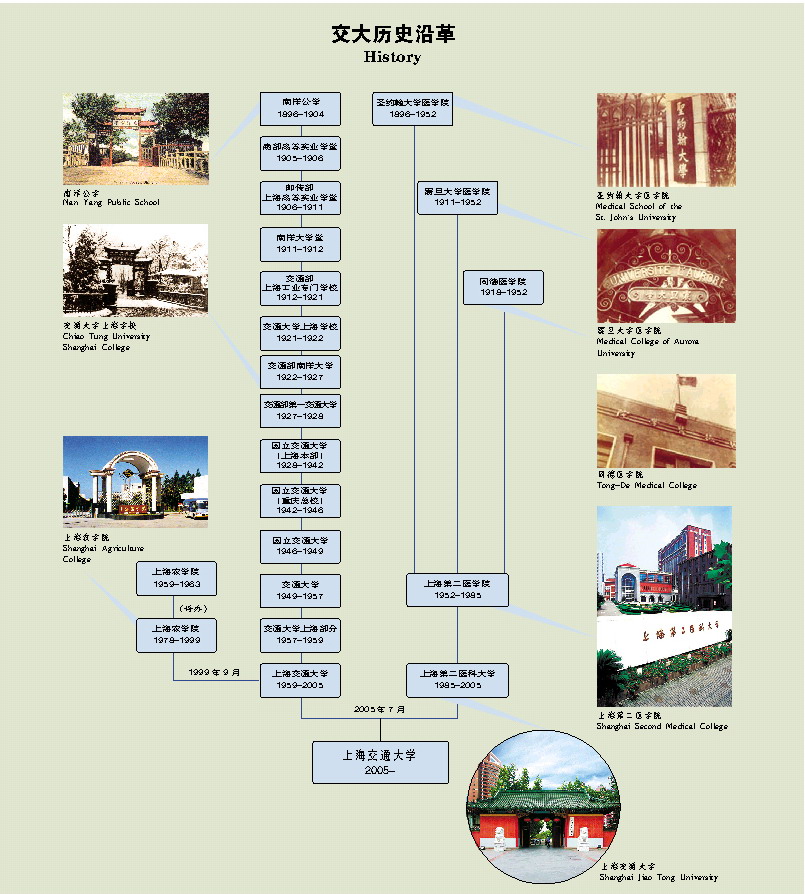 交大历史沿革
History
南洋公学
1896-1904
商部高等实业学堂
1905-1906
邮传部
上海高等实业学堂
1906-1911
南洋大学堂
1911-1912
交通部
上海工业专门学校
1912-1921
交通大学上海学校
1921-1922
交通部南洋大学
1922-1927
交通部第一交通大学
1927-1928
国立交通大学
(上海本部)
1928-1942
国立交通大学
(重庆总校)
1942-1946
国立交通大学
1946-1949
交通大学
1949-1957
交通大学上海部分
1957-1959
上海交通大学
1959-2005
圣约翰大学医学院
1896-1952
震旦大学医学院
1911-1952
同德医学院
1918-1952
上海第二医学院
1952-1985
上海第二医科大学
1985-2005
上海农学院
1959-1963
(停办)
上海农学院
1978-1999
1999年9月
2005年7月
上海交通大学
2005-
南洋公学
Nan Yang Public School
交通大学上海学校
Chiao Tung University
Shanghai College
上海农学院
Shanghai Agriculture
College
聖約翰大學
圣约翰大学医学院
Medical School of the
St. John's University
UNIVERSITE L'AURORE
震旦大学医学院
Medical College of Aurora
University
同德医学院
Tong-De Medical College
上海第二医科大学
上海第二医学院
Shanghai Second Medical College
上海交通大学
Shanghai Jiao Tong University